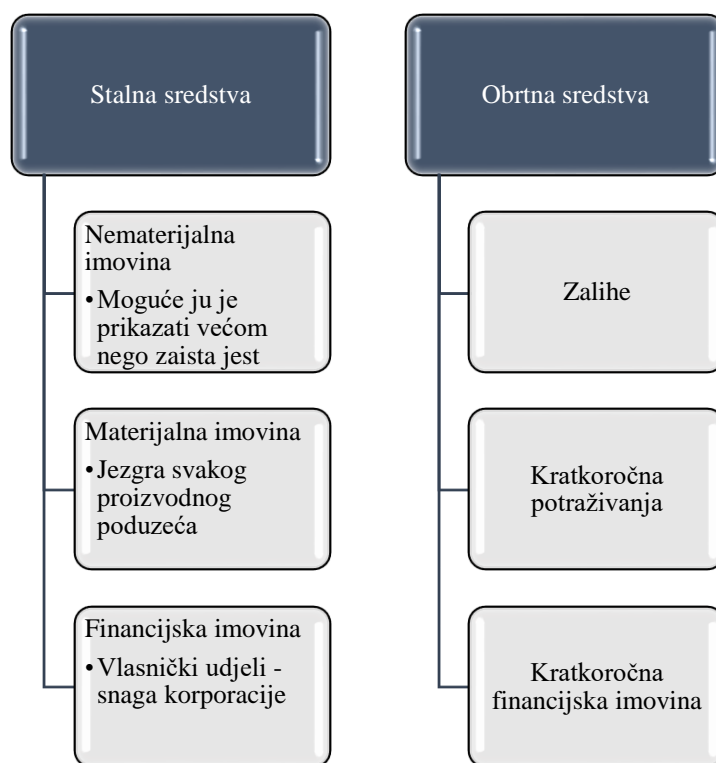 Stalna sredstva
Nematerijalna
imovina
•Moguće ju je
prikazati većom
nego zaista jest
Materijalna imovina
•Jezgra svakog
proizvodnog
poduzeća
Financijska imovina
•Vlasnički udjeli -
snaga korporacije
Obrtna sredstva
Zalihe
Kratkoročna
potraživanja
Kratkoročna
financijska imovina